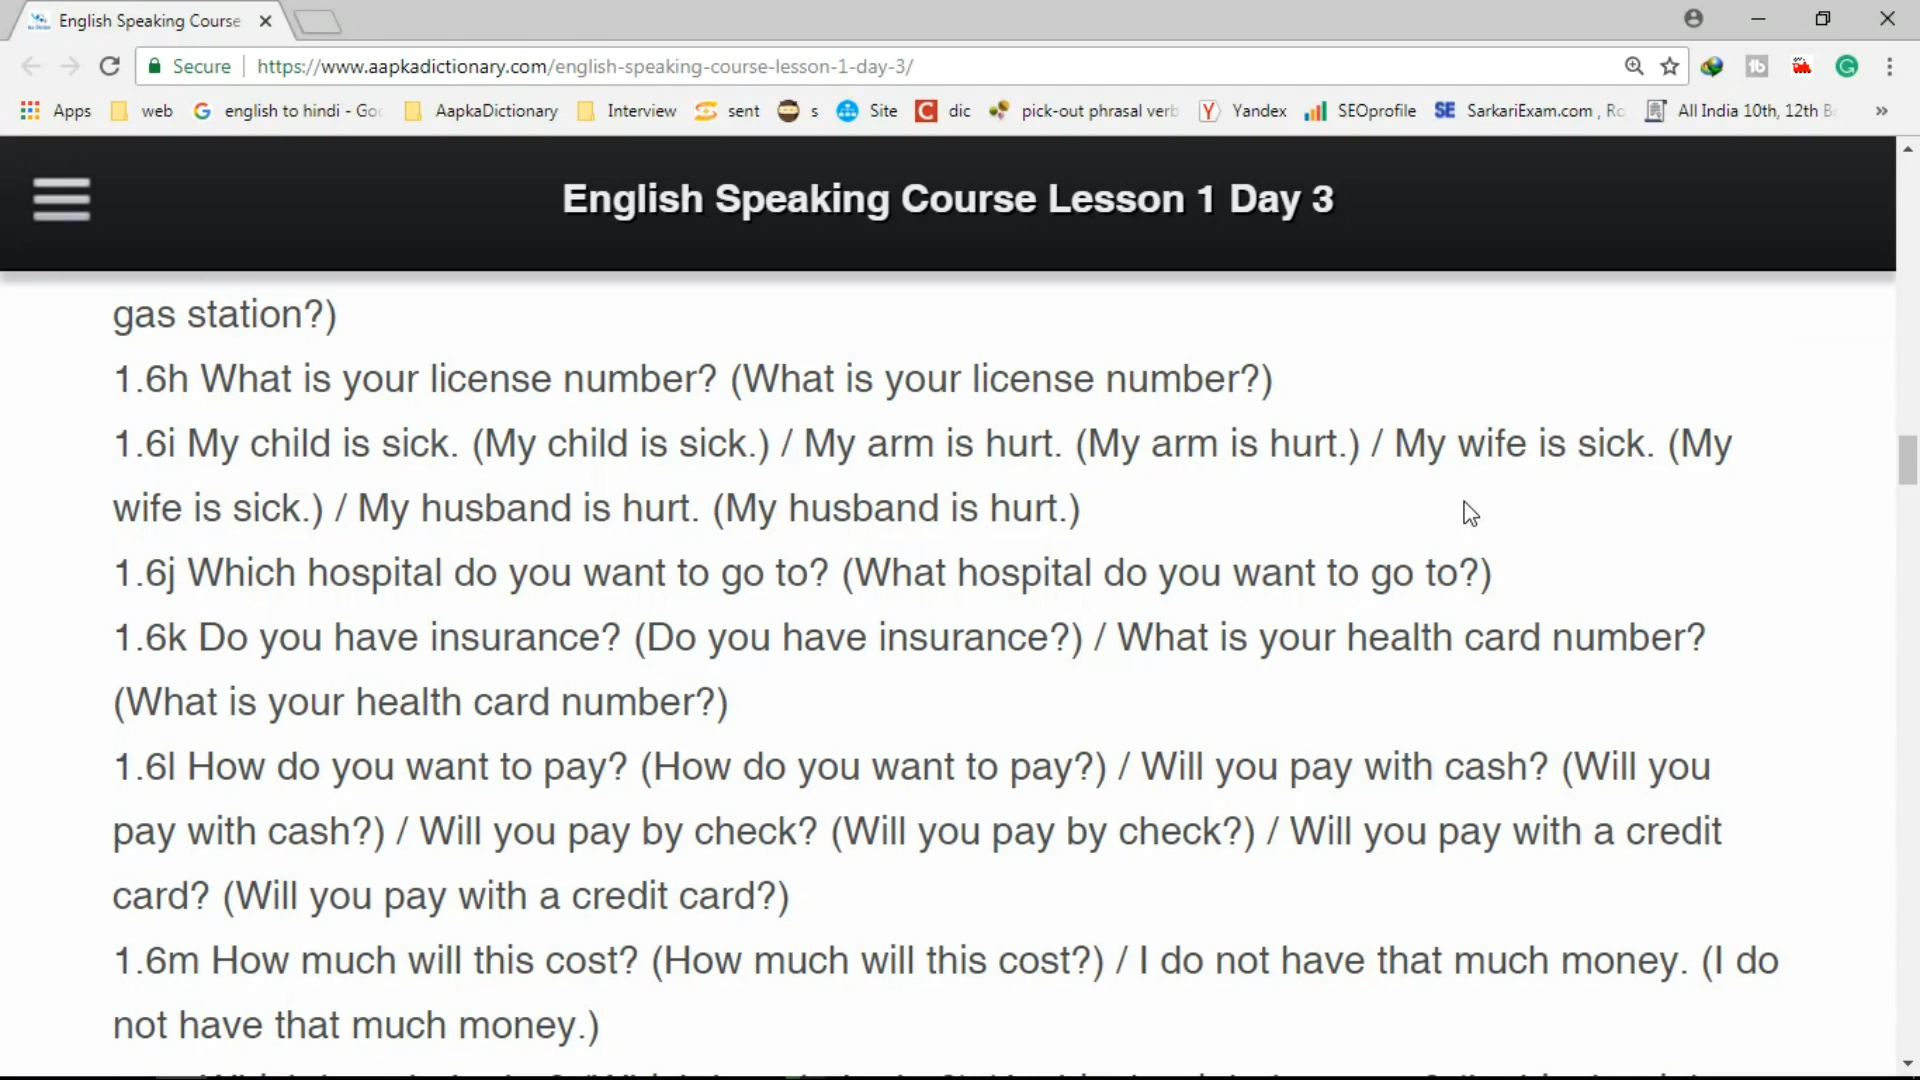 English Speaking Course
Secure
https://www.aapkadictionary.com/english-speaking-course-lesson-1-day-3/
Apps web english to hindi - Goo AapkaDictionary Interview sent s Site dic pick-out phrasal verb Yandex SEOprofile SarkariExam.com , Ro All India 10th, 12th B »
English Speaking Course Lesson 1 Day 3
gas station?)
1.6h What is your license number? (What is your license number?)
1.6i My child is sick. (My child is sick.) / My arm is hurt. (My arm is hurt.) / My wife is sick. (My
wife is sick.) / My husband is hurt. (My husband is hurt.)
1.6j Which hospital do you want to go to? (What hospital do you want to go to?)
1.6k Do you have insurance? (Do you have insurance?) / What is your health card number?
(What is your health card number?)
1.6l How do you want to pay? (How do you want to pay?) / Will you pay with cash? (Will you
pay with cash?) / Will you pay by check? (Will you pay by check?) / Will you pay with a credit
card? (Will you pay with a credit card?)
1.6m How much will this cost? (How much will this cost?) / I do not have that much money. (I do
not have that much money.)